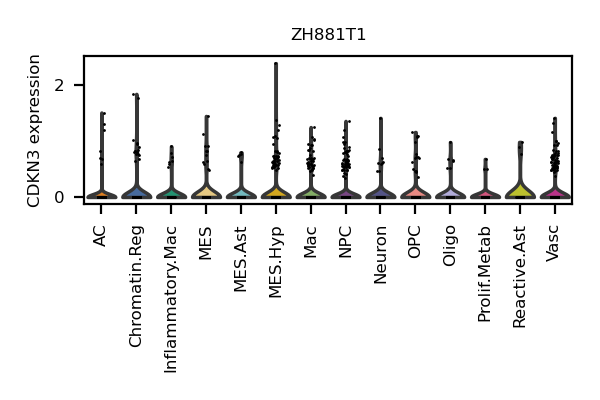 ZH881T1
CDKN3 expression
2
0
AC
Chromatin.Reg
Inflammatory.Mac
MES
MES.Ast
MES.Hyp
Mac
NPC
Neuron
OPC
Oligo
Prolif.Metab
Reactive.Ast
Vasc